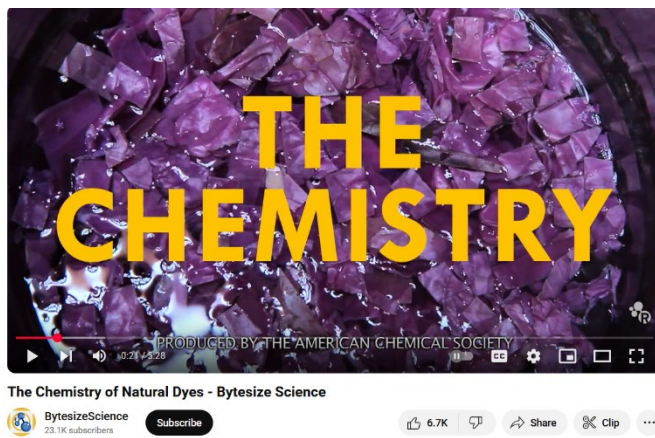 THE
CHEMISTRY
PRODUCED BY THE AMERICAN CHEMICAL SOCIETY
0:21 / 5:28
CC
The Chemistry of Natural Dyes - Bytesize Science
BytesizeScience
23.1K subscribers
Subscribe
6.7K
Share
Clip